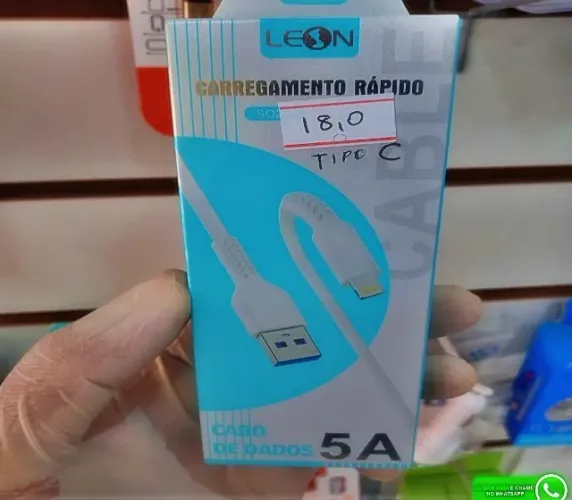 LEON
CARREGAMENTO RÁPIDO
18,0
TIPO C
CABLE
CABO
DE DADOS 5A